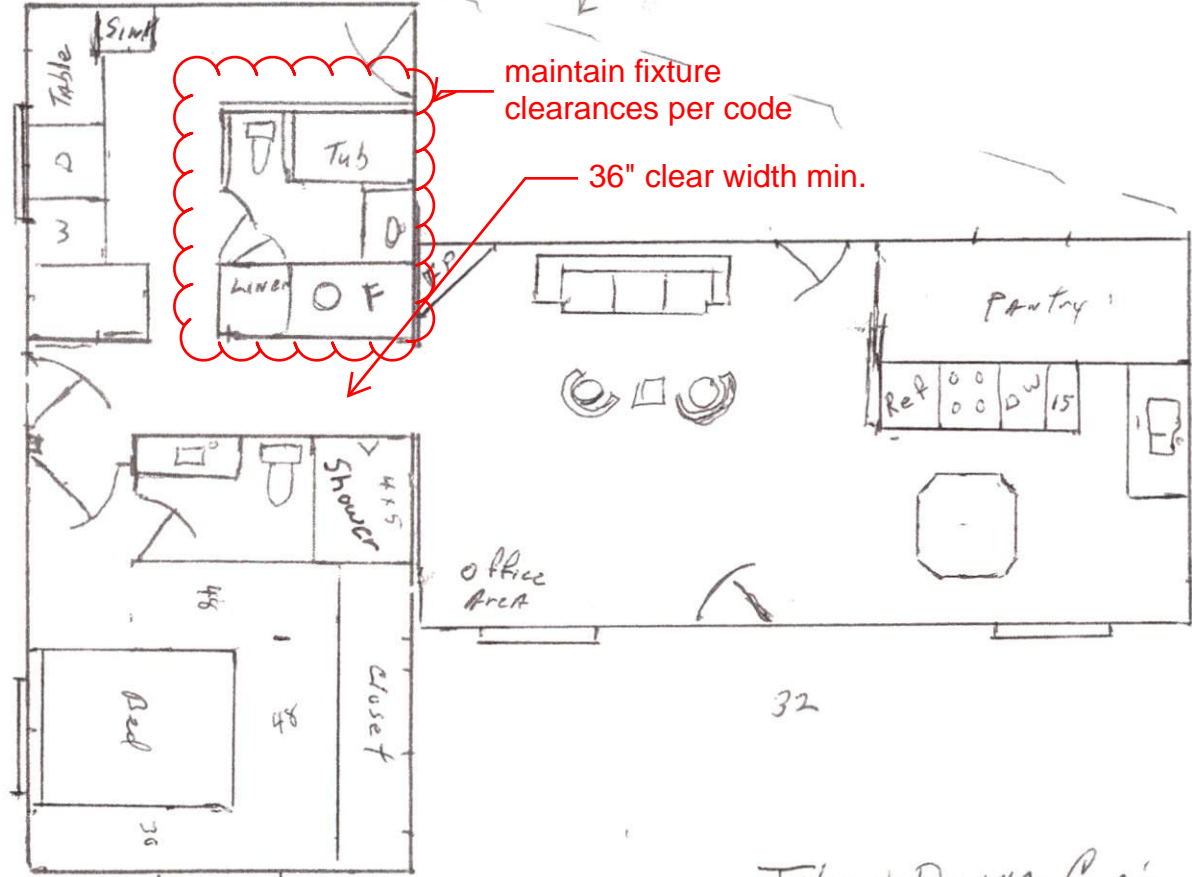 Sink
Table
D
W
maintain fixture
clearances per code
36" clear width min.
Tub
Linen
F
Pantry
Ref
DW
15
4x5
Shower
Office
Area
48
48
Closet
Bed
36
32